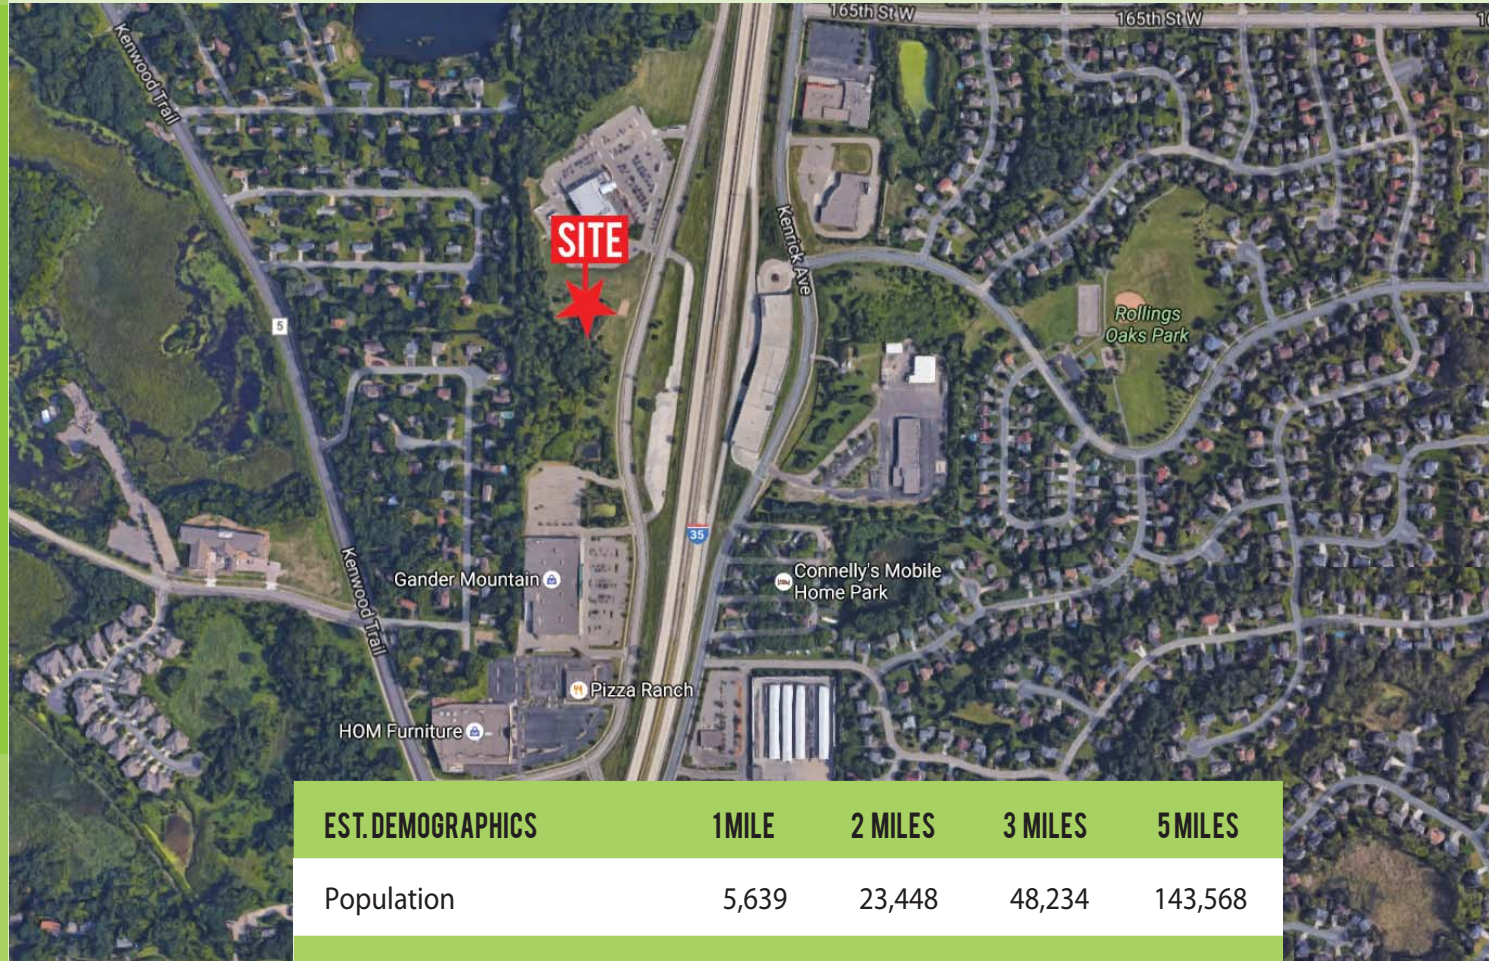 165th St W
165th St W
Kenwood Trail
SITE
Kenrick Ave
5
Rollings
Oaks Park
35
Kenwood Trail
Gander Mountain
Connelly's Mobile
Home Park
Pizza Ranch
HOM Furniture
EST. DEMOGRAPHICS 1 MILE 2 MILES 3 MILES 5 MILES
Population 5,639 23,448 48,234 143,568